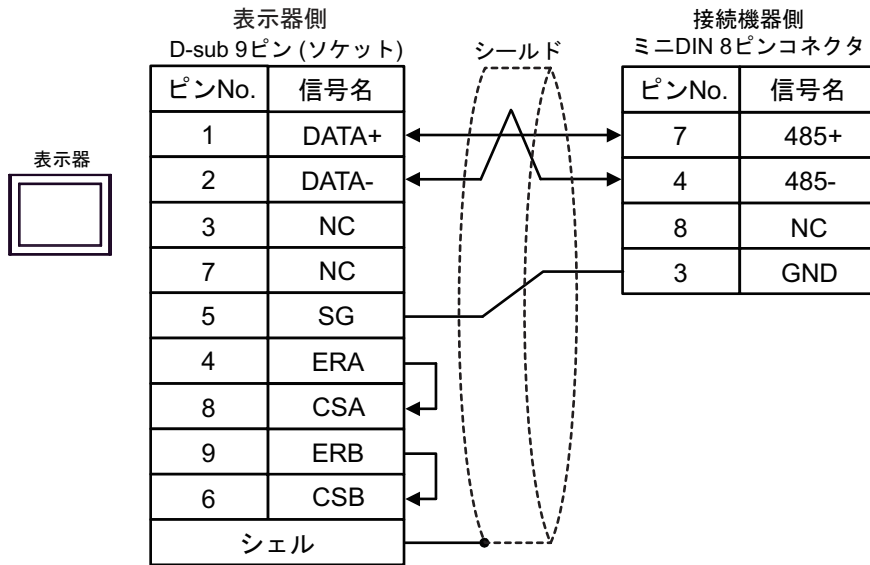 表示器側
D-sub 9ピン (ソケット)
シールド
接続機器側
ミニDIN 8ピンコネクタ
表示器
ピンNo. 信号名
1 DATA+
2 DATA-
3 NC
7 NC
5 SG
4 ERA
8 CSA
9 ERB
6 CSB
シェル
ピンNo. 信号名
7 485+
4 485-
8 NC
3 GND